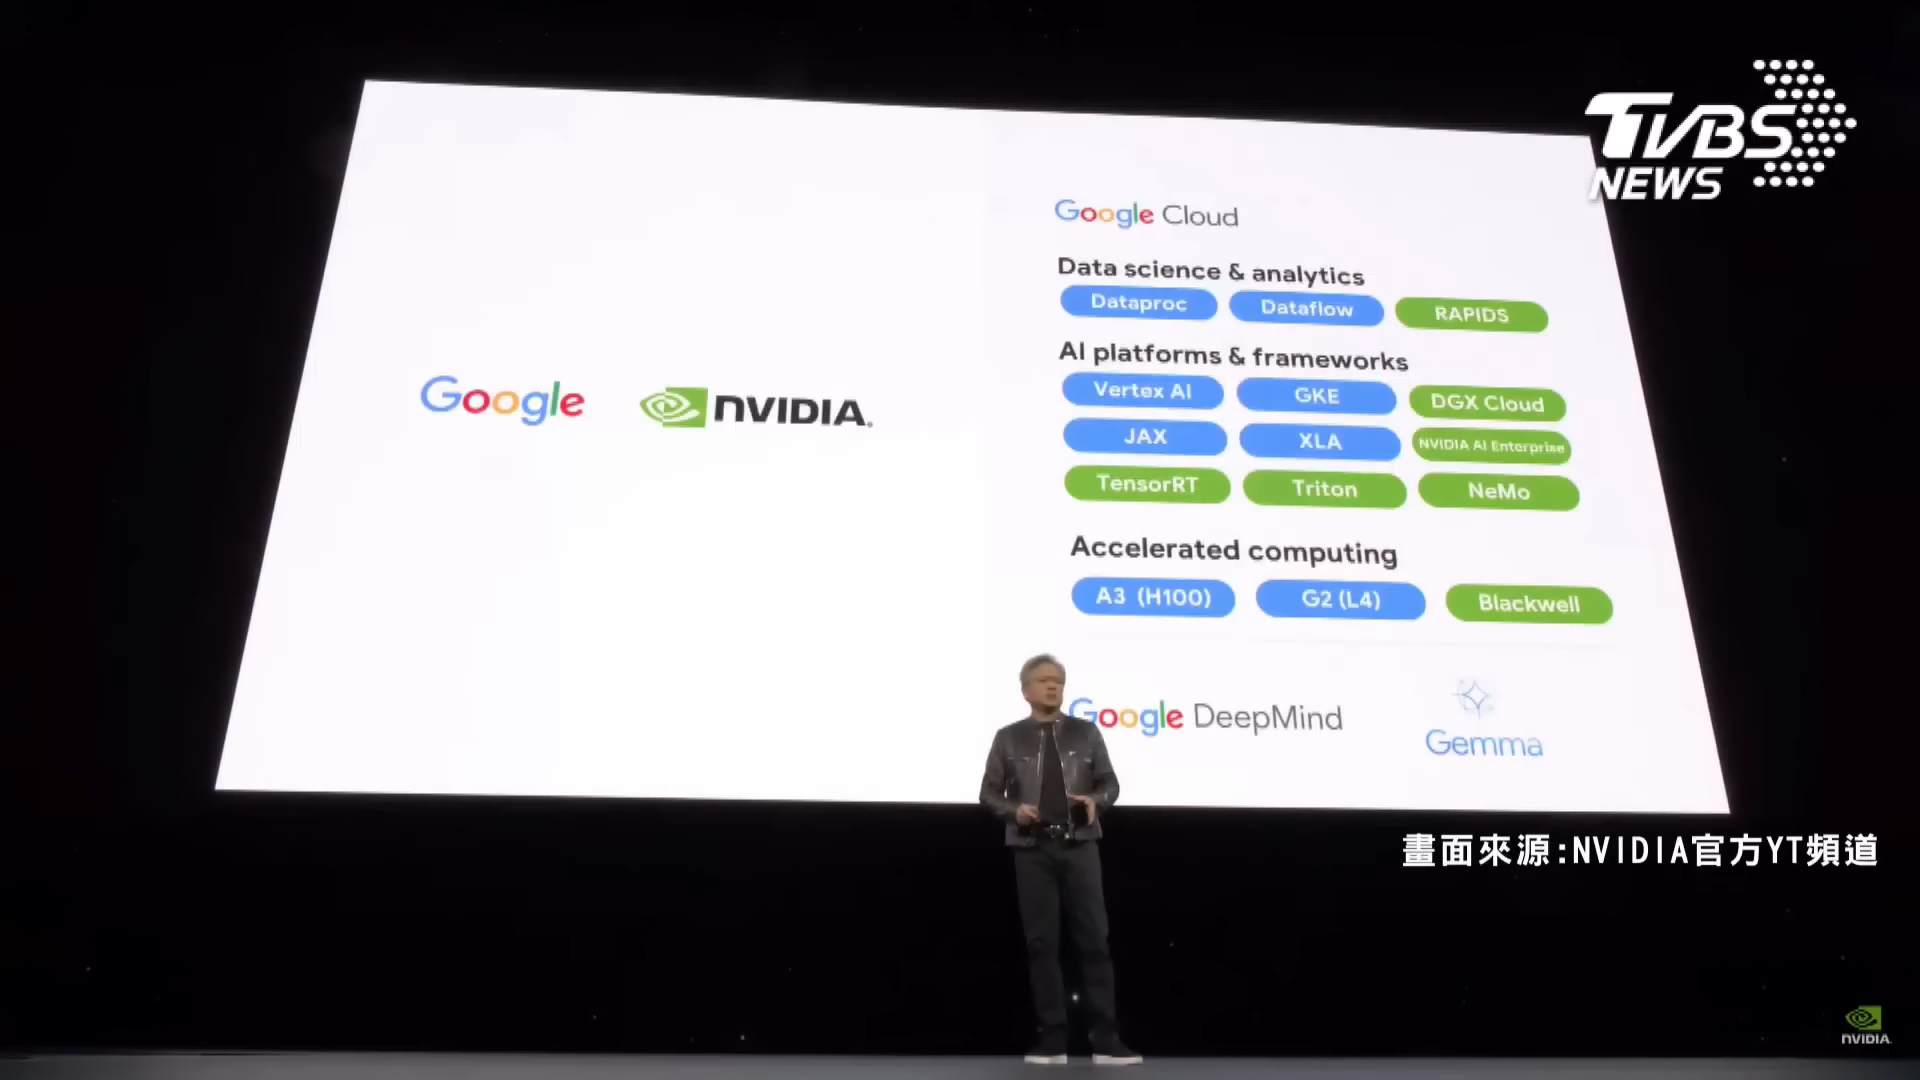 TVBS
NEWS
Google Cloud
Data science & analytics
Dataproc Dataflow RAPIDS
AI platforms & frameworks
Vertex AI GKE DGX Cloud
Google NVIDIA.
JAX XLA NVIDIA AI Enterprise
TensorRT Triton NeMo
Accelerated computing
A3 (H100) G2 (L4) Blackwell
Google DeepMind
Gemma
畫面來源:NVIDIA官方YT頻道
NVIDIA.